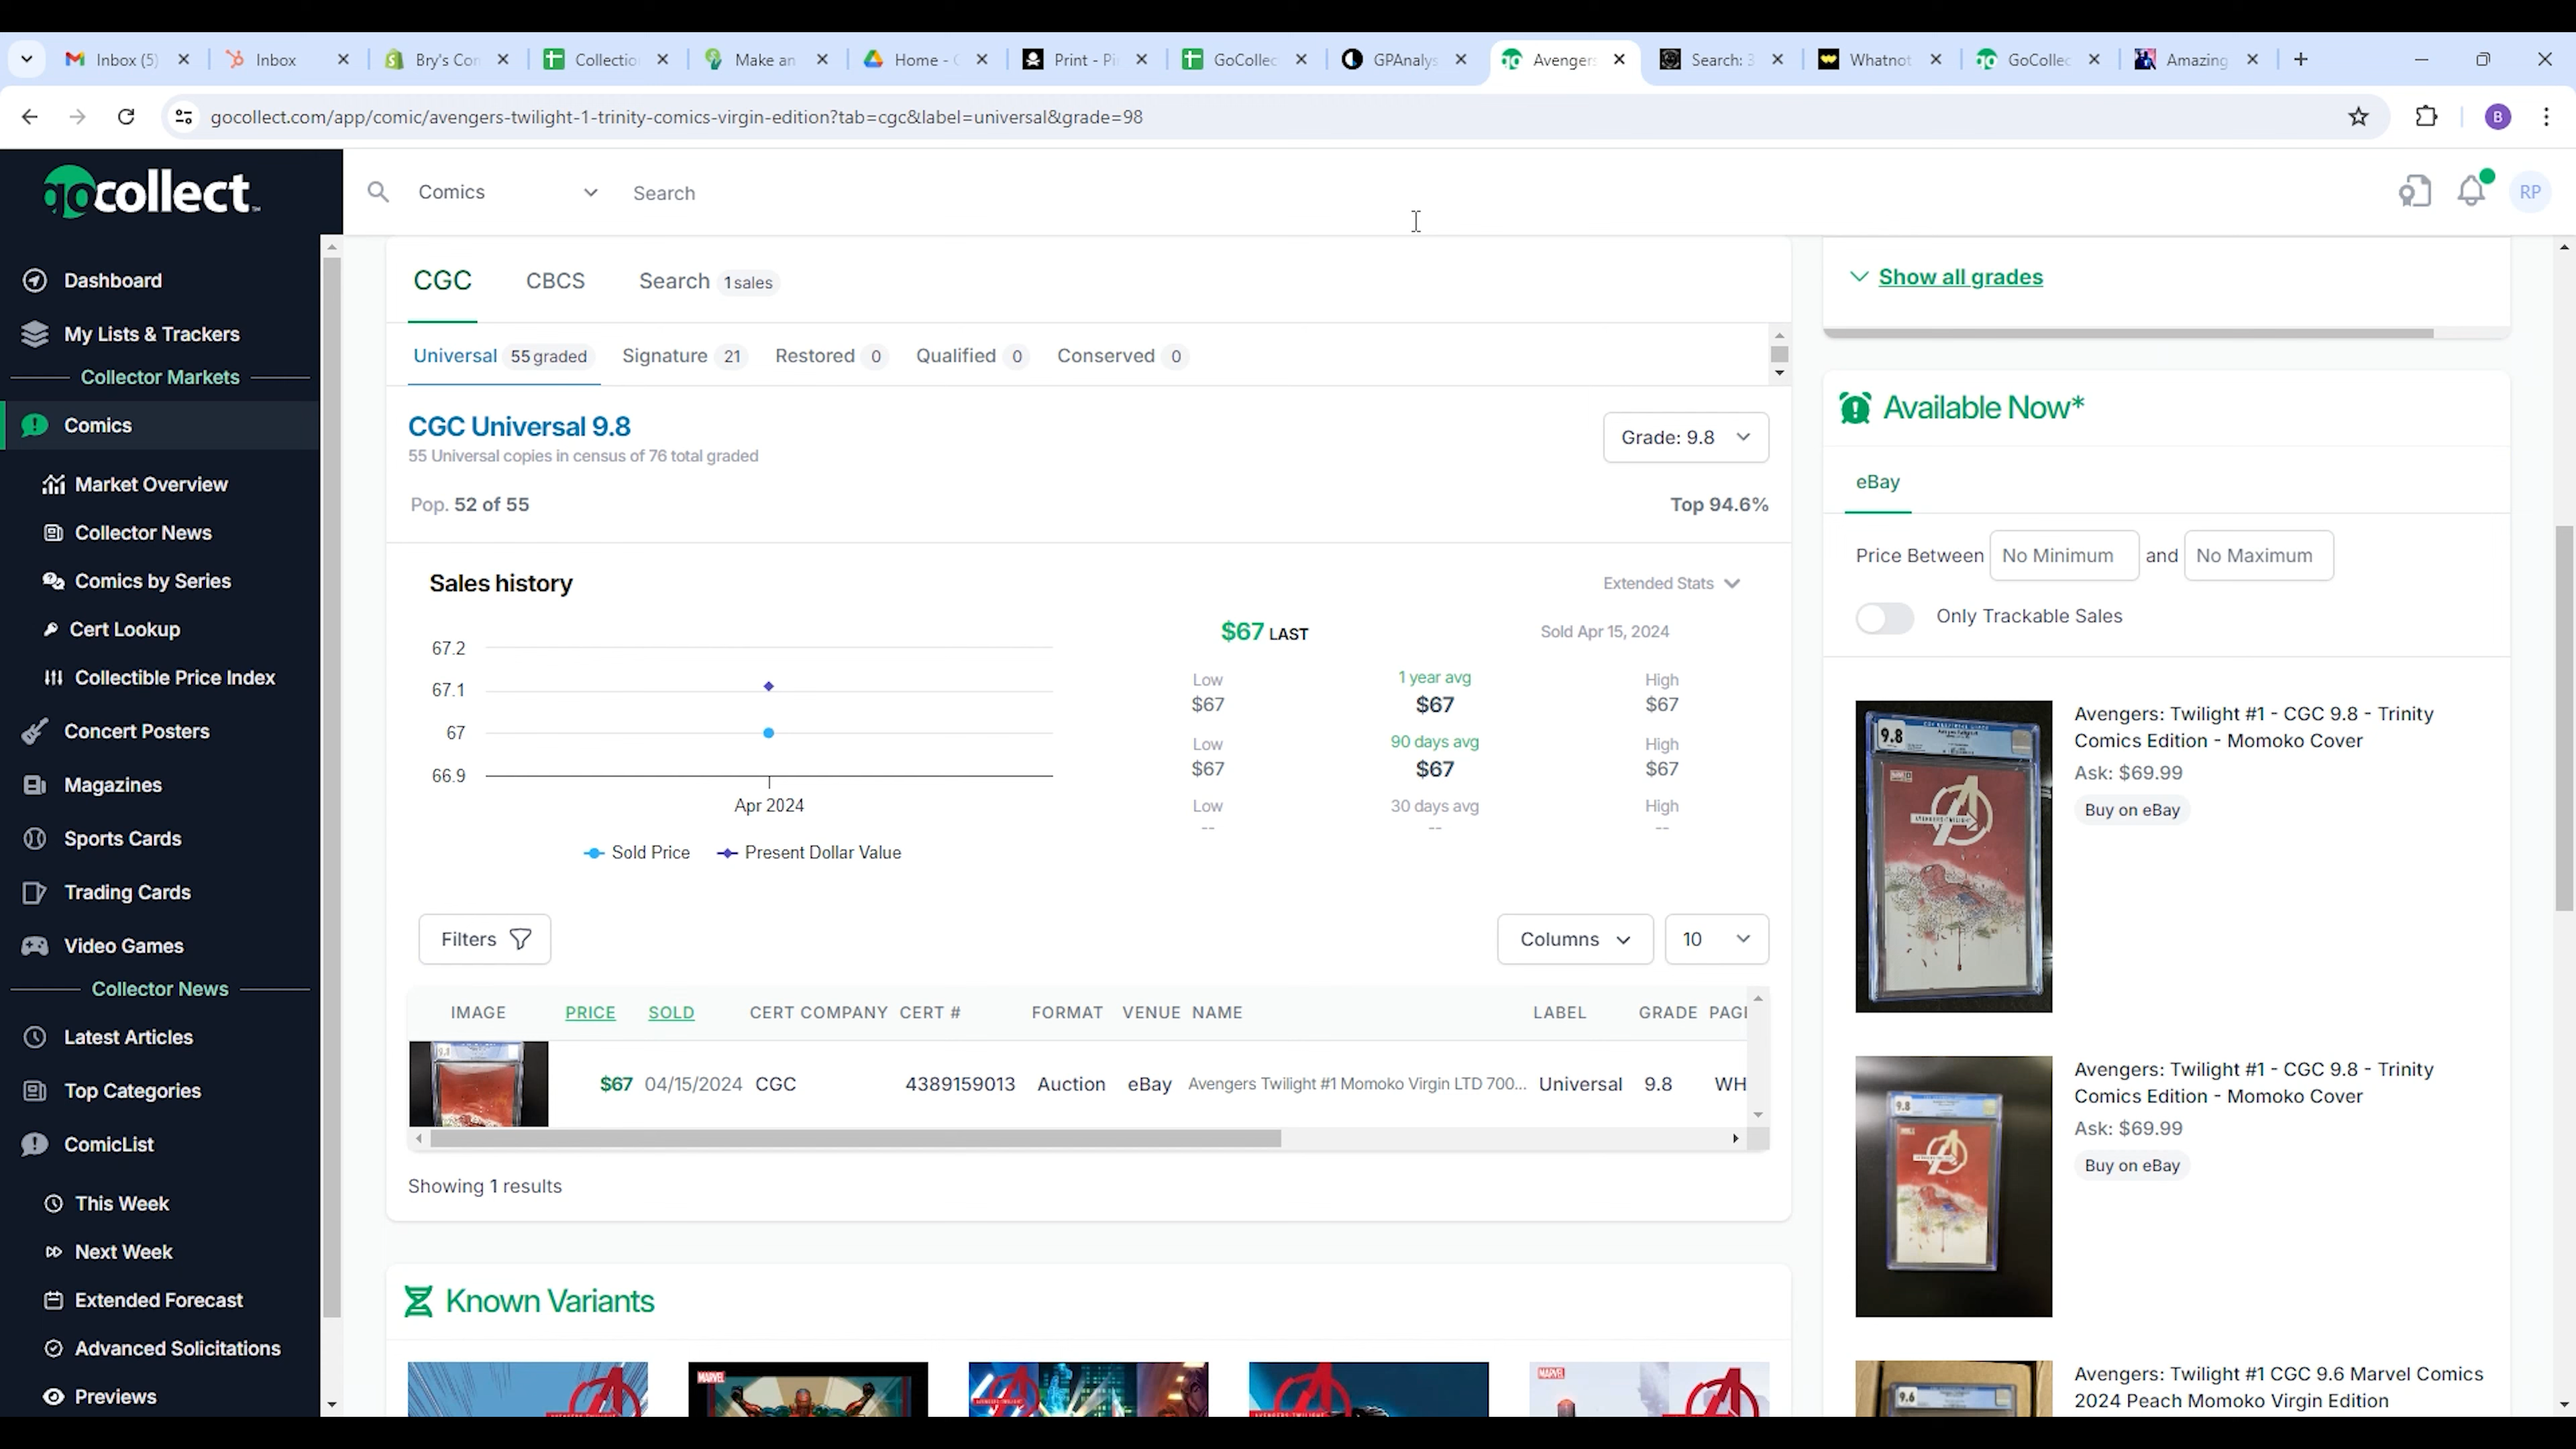 Inbox (5)
Inbox
Bry's Con
Collectio
Make an
Home - G
Print - Pi
GoCollec
GPAnalys
Avengers
Search: 3
Whatnot
GoCollec
Amazing
gocollect.com/app/comic/avengers-twilight-1-trinity-comics-virgin-edition?tab=cgc&label=universal&grade=98
B
gocollect
Comics
Search
RP
Dashboard
My Lists & Trackers
Collector Markets
Comics
Market Overview
Collector News
Comics by Series
Cert Lookup
Collectible Price Index
Concert Posters
Magazines
Sports Cards
Trading Cards
Video Games
Collector News
Latest Articles
Top Categories
ComicList
This Week
Next Week
Extended Forecast
Advanced Solicitations
Previews
CGC CBCS Search 1 sales
Universal 55 graded Signature 21 Restored 0 Qualified 0 Conserved 0
CGC Universal 9.8
Grade: 9.8
55 Universal copies in census of 76 total graded
Pop. 52 of 55
Top 94.6%
Sales history
Extended Stats
67.2
67.1
67
66.9
Apr 2024
Sold Price Present Dollar Value
$67 LAST Sold Apr 15, 2024
Low 1 year avg High
$67 $67 $67
Low 90 days avg High
$67 $67 $67
Low 30 days avg High
-- -- --
Filters
Columns
10
IMAGE PRICE SOLD CERT COMPANY CERT # FORMAT VENUE NAME LABEL GRADE PAGI
9.8
$67 04/15/2024 CGC 4389159013 Auction eBay Avengers Twilight #1 Momoko Virgin LTD 700... Universal 9.8 WH
Showing 1 results
Known Variants
MARVEL
MARVEL
Show all grades
Available Now*
eBay
Price Between No Minimum and No Maximum
Only Trackable Sales
9.8
AVENGERS TWILIGHT
Avengers: Twilight #1 - CGC 9.8 - Trinity
Comics Edition - Momoko Cover
Ask: $69.99
Buy on eBay
9.8
Avengers: Twilight #1 - CGC 9.8 - Trinity
Comics Edition - Momoko Cover
Ask: $69.99
Buy on eBay
9.6
Avengers: Twilight #1 CGC 9.6 Marvel Comics
2024 Peach Momoko Virgin Edition